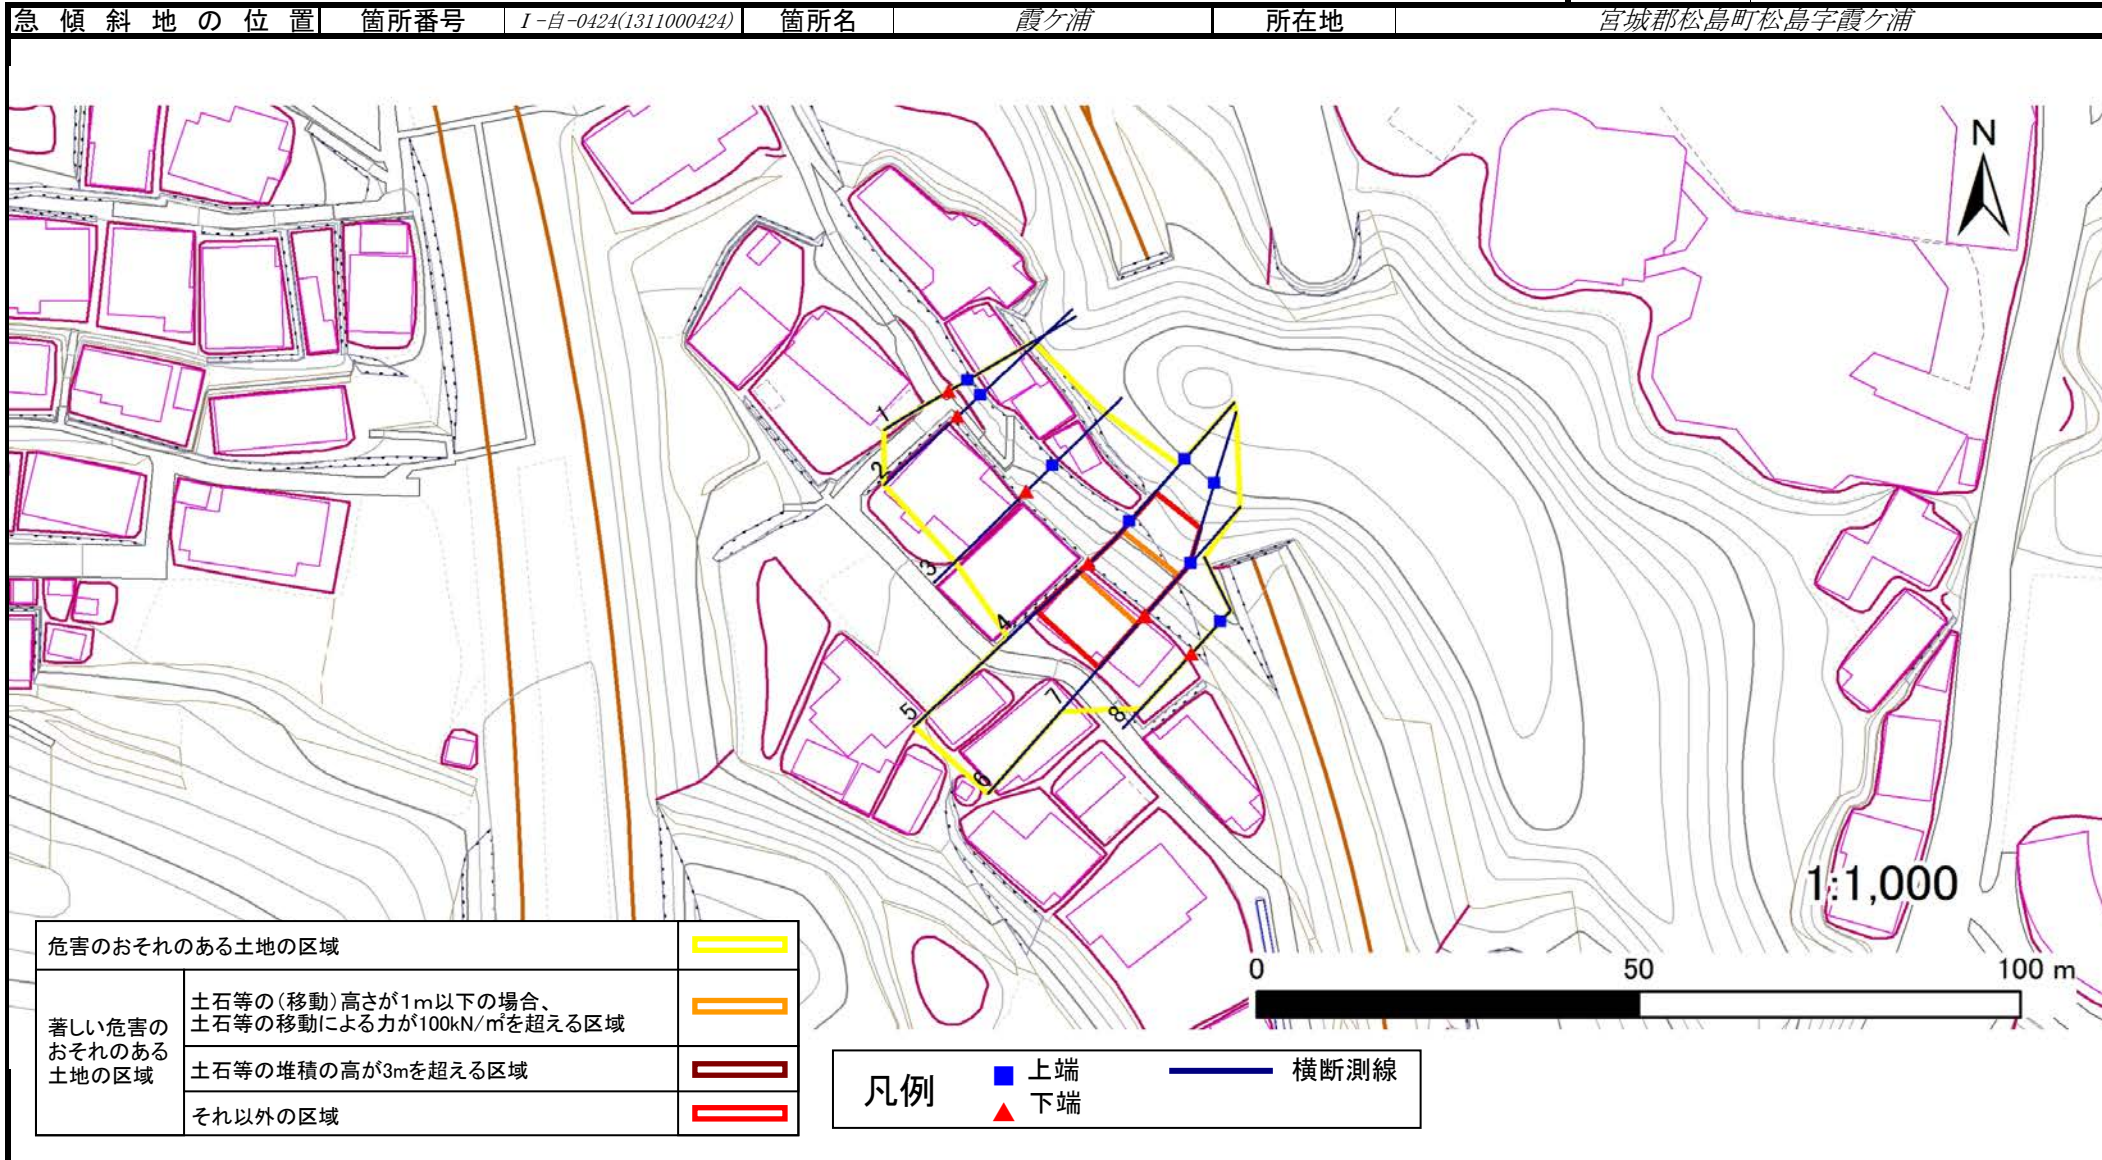 急傾斜地の位置 箇所番号 Ⅰ-自-0424(1311000424) 箇所名 霞ケ浦 所在地 宮城郡松島町松島字霞ケ浦
N
1
2
3
4
5
6
7
8
1:1,000
0 50 100 m
危害のおそれのある土地の区域
著しい危害の
おそれのある
土地の区域
土石等の(移動)高さが1m以下の場合、
土石等の移動による力が100kN/㎡を超える区域
土石等の堆積の高が3mを超える区域
それ以外の区域
凡例
上端
下端
横断測線